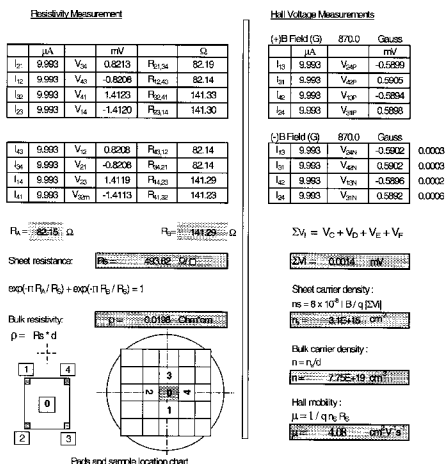 Resistivity Measurement
μA mV Ω
I21 9.993 V34 0.8213 R21,34 82.19
I12 9.993 V43 -0.8208 R12,43 82.14
I32 9.993 V41 1.4123 R32,41 141.33
I23 9.993 V14 -1.4120 R23,14 141.30
I43 9.993 V12 0.8208 R43,12 82.14
I34 9.993 V21 -0.8208 R34,21 82.14
I14 9.993 V23 1.4119 R14,23 141.29
I41 9.993 V32m -1.4113 R41,32 141.23
RA = 82.15 Ω RB = 141.29 Ω
Sheet resistance: Rs = 493.62 Ω/□
exp(-π RA / RS) + exp(-π RB / RS) = 1
Bulk resistivity: ρ = 0.0198 Ohm*cm
ρ = Rs * d
1 4
0
2 3
3
2 0 4
1
Pads and sample location chart
Hall Voltage Measurements
(+)B Field (G) 870.0 Gauss
μA mV
I13 9.993 V24P -0.5899
I31 9.993 V42P 0.5905
I42 9.993 V13P -0.5894
I24 9.993 V31P 0.5898
(-)B Field (G) 870.0 Gauss
I13 9.993 V24N -0.5902 0.0003
I31 9.993 V42N 0.5902 0.0003
I42 9.993 V13N -0.5896 0.0002
I24 9.993 V31N 0.5892 0.0006
ΣVi = VC + VD + VE + VF
ΣVi = 0.0014 mV
Sheet carrier density :
ns = 8 x 10⁻⁸ I B / q |ΣVi|
ns = 3.1E+15 cm⁻²
Bulk carrier density :
n = ns/d
n = 7.75E+19 cm⁻³
Hall mobility :
μ = 1 / q ns RS
μ = 4.08 cm²V⁻¹s⁻¹